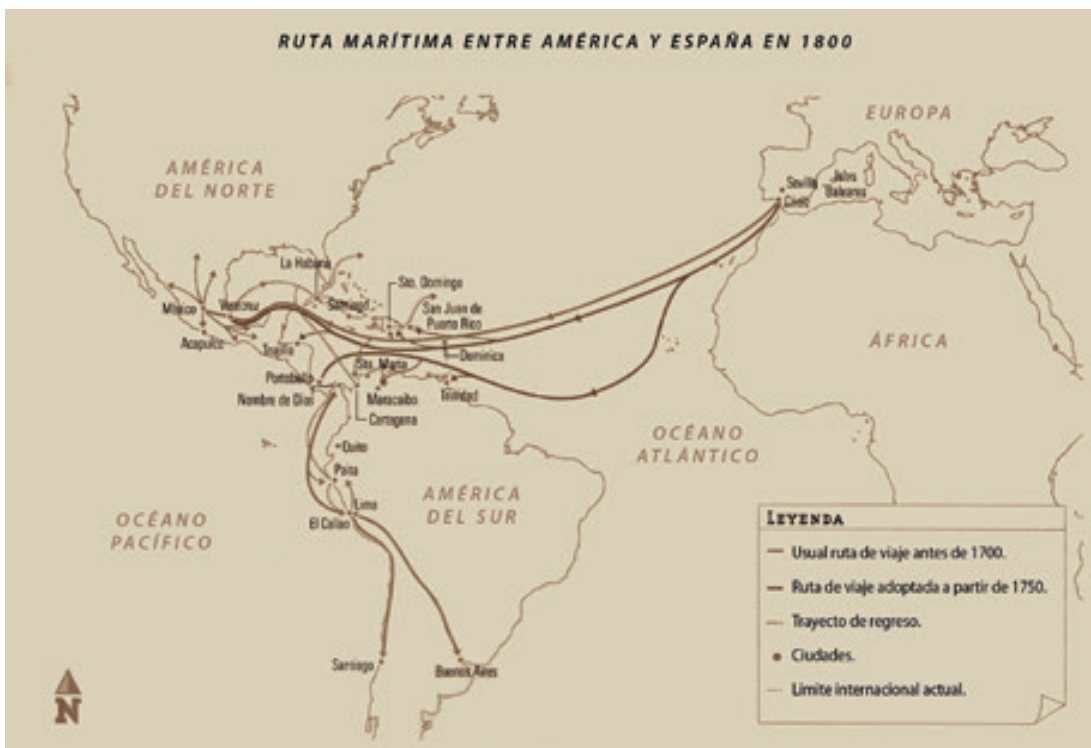 RUTA MARÍTIMA ENTRE AMÉRICA Y ESPAÑA EN 1800
EUROPA
AMÉRICA
DEL NORTE
Sevilla
Islas
Baleares
Cádiz
La Habana
Sto. Domingo
México
Veracruz
Santiago
San Juan de
Puerto Rico
Acapulco
Trujillo
Dominica
ÁFRICA
Sta. Marta
Portobello
Nombre de Dios
Maracaibo
Trinidad
Cartagena
OCÉANO
ATLÁNTICO
Quito
Paita
AMÉRICA
DEL SUR
Lima
El Callao
OCÉANO
PACÍFICO
LEYENDA
Usual ruta de viaje antes de 1700.
Ruta de viaje adoptada a partir de 1750.
Trayecto de regreso.
Ciudades.
Limite internacional actual.
Santiago
Buenos Aires
N